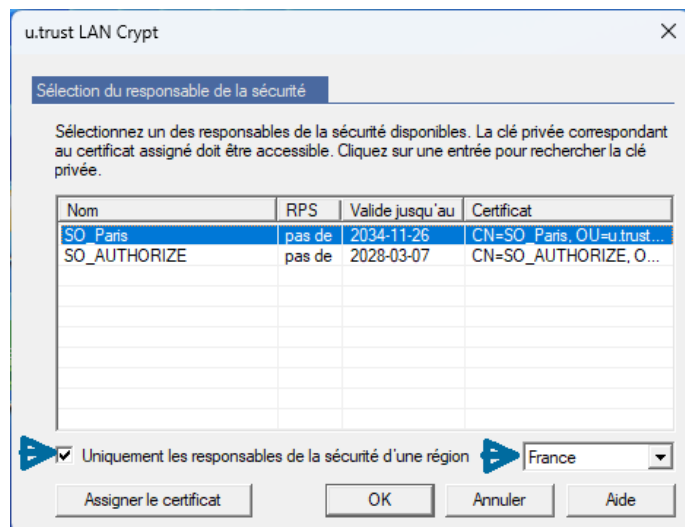 u.trust LAN Crypt
Sélection du responsable de la sécurité
Sélectionnez un des responsables de la sécurité disponibles. La clé privée correspondant
au certificat assigné doit être accessible. Cliquez sur une entrée pour rechercher la clé
privée.
Nom RPS Valide jusqu'au Certificat
SO_Paris pas de 2034-11-26 CN=SO_Paris, OU=u.trust...
SO_AUTHORIZE pas de 2028-03-07 CN=SO_AUTHORIZE, O...
Uniquement les responsables de la sécurité d'une région France
Assigner le certificat OK Annuler Aide